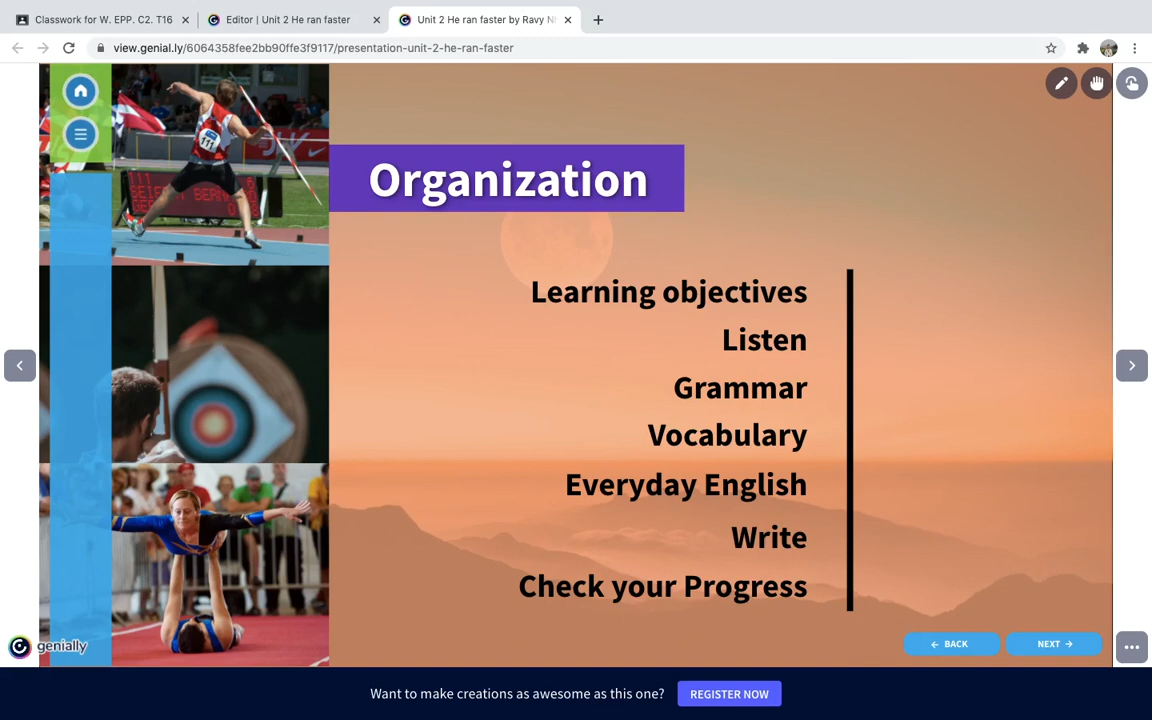 Classwork for W. EPP. C2. T16
Editor | Unit 2 He ran faster
Unit 2 He ran faster by Ravy N
view.genial.ly/6064358fee2bb90ffe3f9117/presentation-unit-2-he-ran-faster
111
Organization
Learning objectives
Listen
Grammar
Vocabulary
Everyday English
Write
Check your Progress
genially
← BACK
NEXT →
Want to make creations as awesome as this one?
REGISTER NOW